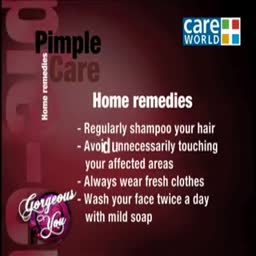 care
WORLD
Pimple
Care
Home remedies
Home remedies
- Regularly shampoo your hair
- Avoid unnecessarily touching
your affected areas
- Always wear fresh clothes
- Wash your face twice a day
with mild soap
Gorgeous
You